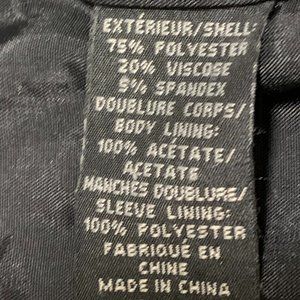 EXTÉRIEUR/SHELL:
75% POLYESTER
20% VISCOSE
5% SPANDEX
DOUBLURE CORPS/
BODY LINING:
100% ACÉTATE/
ACETATE
MANCHES DOUBLURE/
SLEEVE LINING:
100% POLYESTER
FABRIQUÉ EN
CHINE
MADE IN CHINA